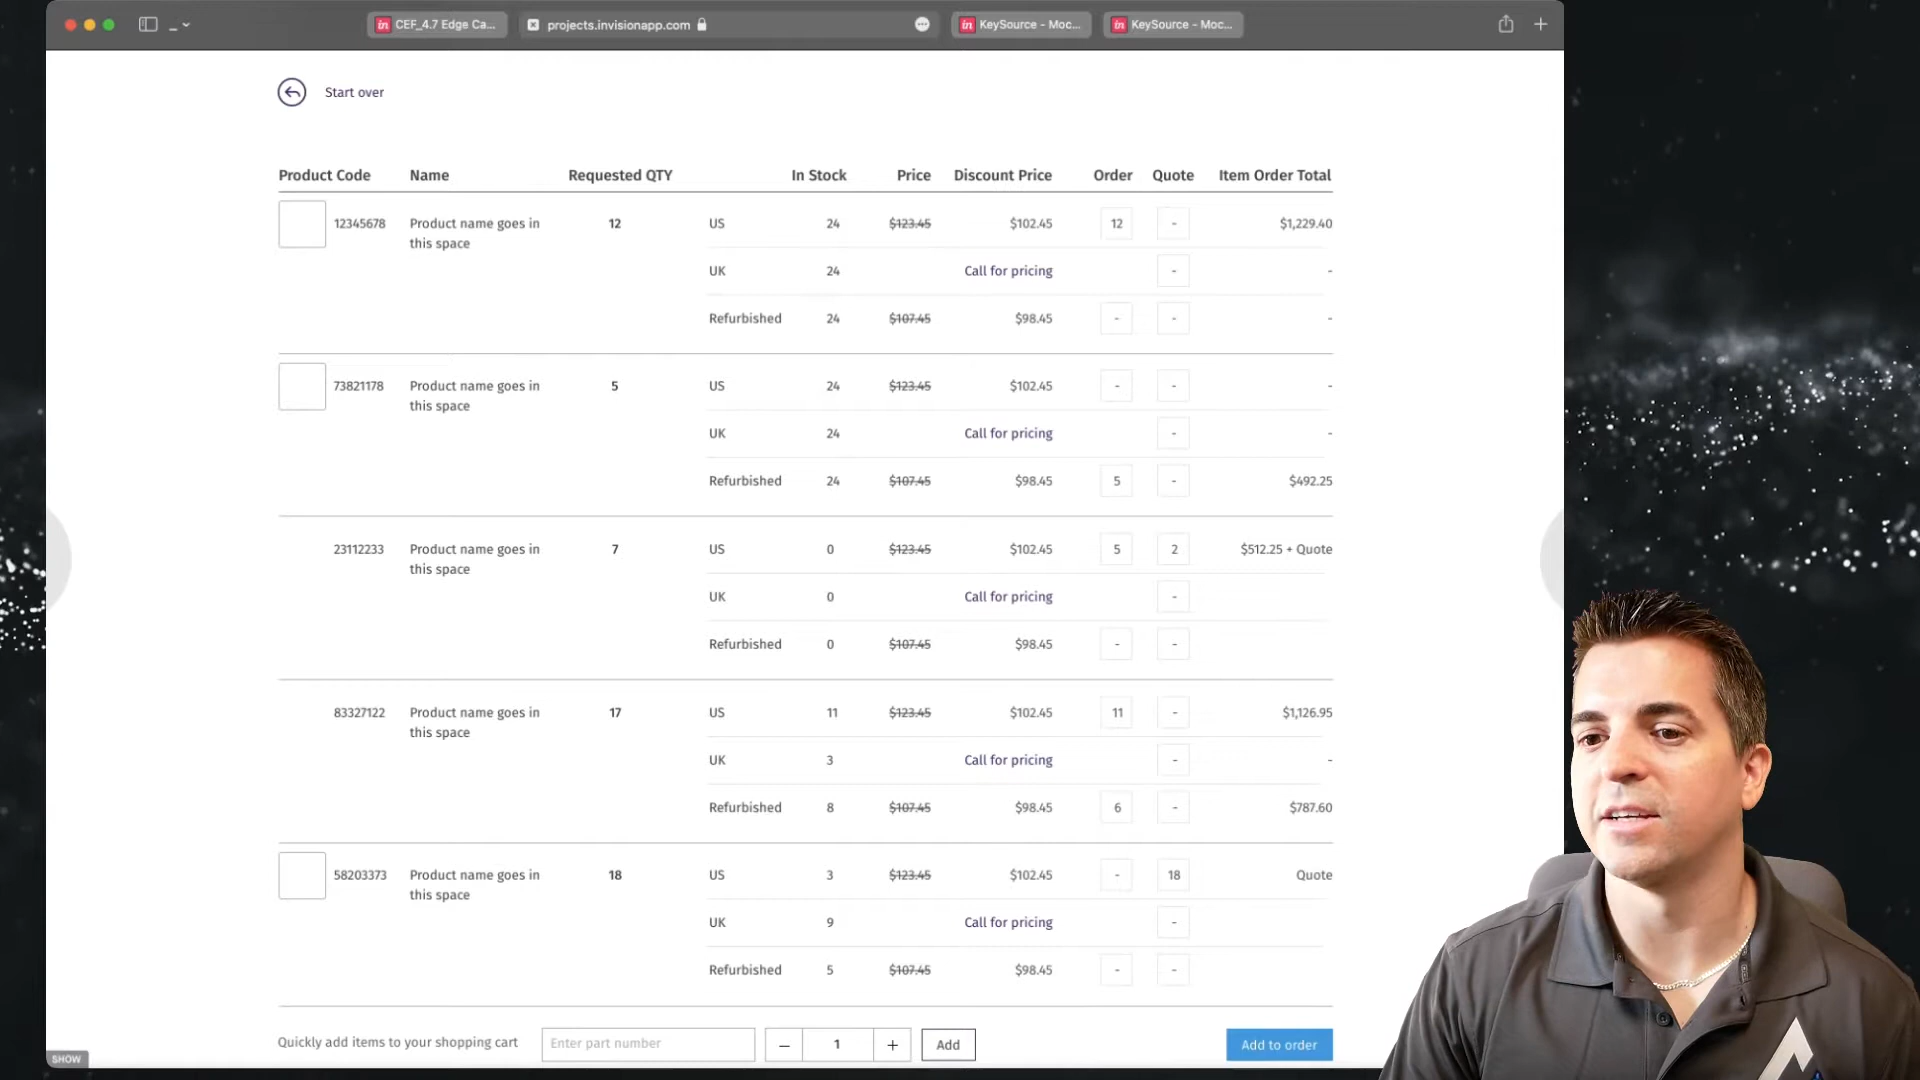 CEF_4.7 Edge Ca...
projects.invisionapp.com
KeySource - Moc...
KeySource - Moc...
Start over
Product Code Name Requested QTY In Stock Price Discount Price Order Quote Item Order Total
12345678 Product name goes in this space 12 US 24 $123.45 $102.45 12 - $1,229.40
UK 24 Call for pricing - -
Refurbished 24 $107.45 $98.45 - - -
73821178 Product name goes in this space 5 US 24 $123.45 $102.45 - - -
UK 24 Call for pricing - -
Refurbished 24 $107.45 $98.45 5 - $492.25
23112233 Product name goes in this space 7 US 0 $123.45 $102.45 5 2 $512.25 + Quote
UK 0 Call for pricing -
Refurbished 0 $107.45 $98.45 - -
83327122 Product name goes in this space 17 US 11 $123.45 $102.45 11 - $1,126.95
UK 3 Call for pricing - -
Refurbished 8 $107.45 $98.45 6 - $787.60
58203373 Product name goes in this space 18 US 3 $123.45 $102.45 - 18 Quote
UK 9 Call for pricing -
Refurbished 5 $107.45 $98.45 - -
Quickly add items to your shopping cart Enter part number – 1 + Add Add to order
SHOW